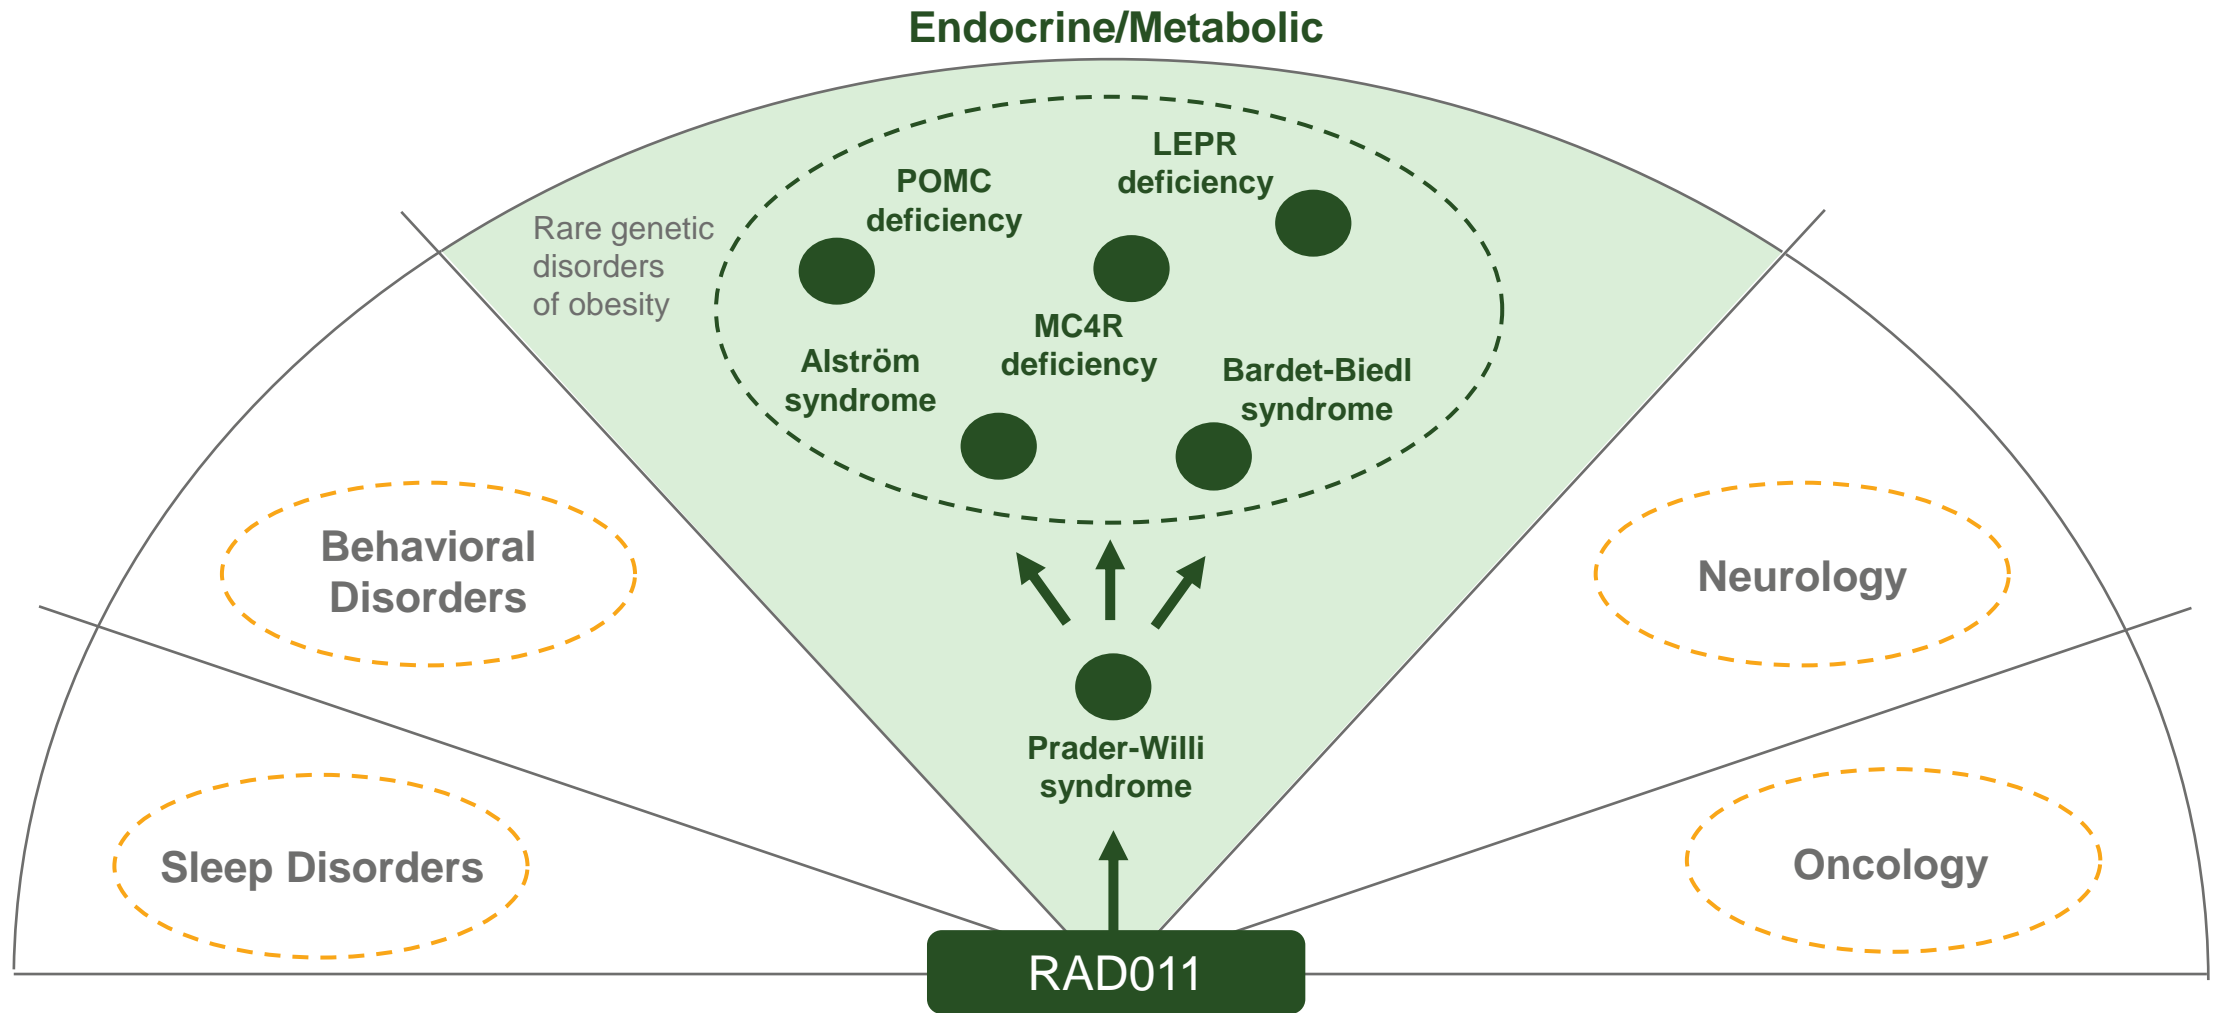 Endocrine/Metabolic
LEPR
deficiency
POMC
deficiency
Rare genetic
disorders
of obesity
MC4R
deficiency
Alström
syndrome
Bardet-Biedl
syndrome
Behavioral
Disorders
Neurology
Prader-Willi
syndrome
Sleep Disorders
Oncology
RAD011